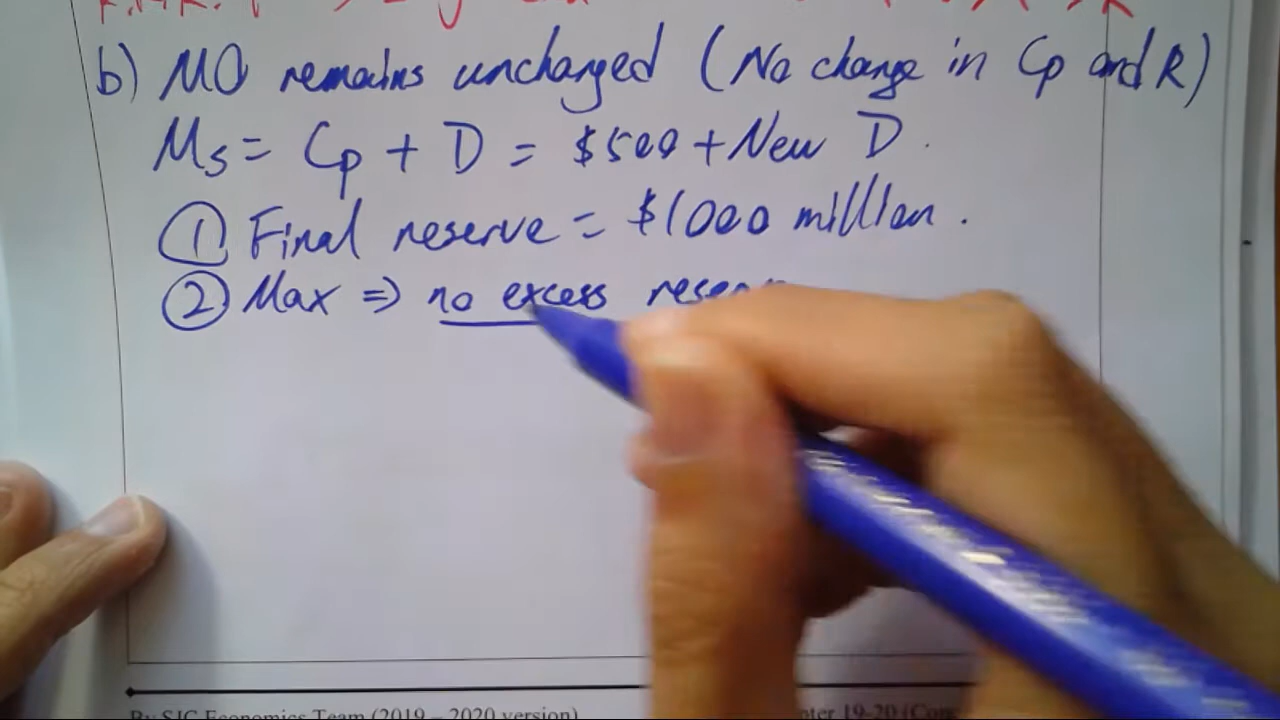 b) M0 remains unchanged (No change in Cp and R)
Ms = Cp + D = $500 + New D.
① Final reserve = $1000 million.
② Max ⇒ no excess
By SJC Economics Team (2019 – 2020 version)